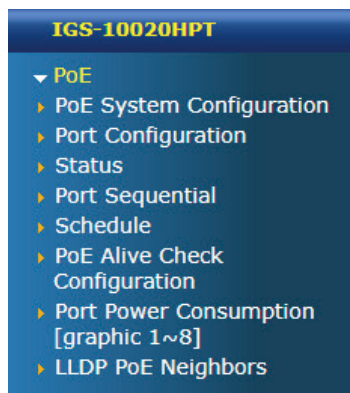 IGS-10020HPT
PoE
PoE System Configuration
Port Configuration
Status
Port Sequential
Schedule
PoE Alive Check
Configuration
Port Power Consumption
[graphic 1~8]
LLDP PoE Neighbors